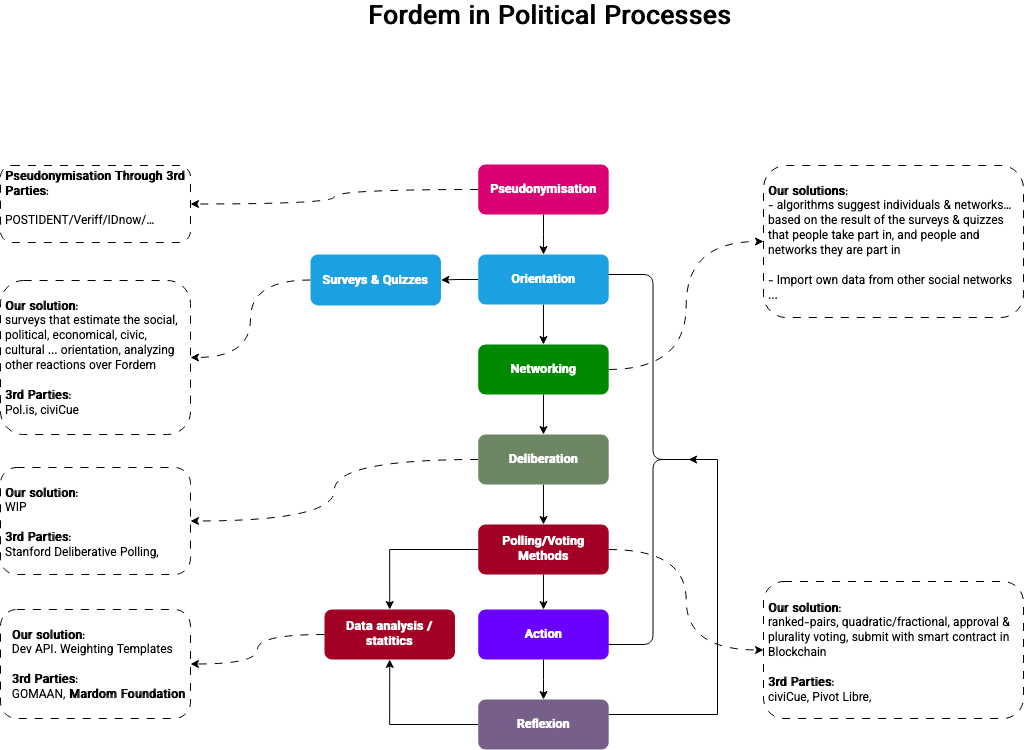 Fordem in Political Processes
Pseudonymisation Through 3rd
Parties:
POSTIDENT/Veriff/IDnow/...
Pseudonymisation
Our solutions:
- algorithms suggest individuals & networks...
based on the result of the surveys & quizzes
that people take part in, and people and
networks they are part in
- Import own data from other social networks
...
Surveys & Quizzes
Orientation
Our solution:
surveys that estimate the social,
political, economical, civic,
cultural ... orientation, analyzing
other reactions over Fordem
3rd Parties:
Pol.is, civiCue
Networking
Deliberation
Our solution:
WIP
3rd Parties:
Stanford Deliberative Polling,
Polling/Voting
Methods
Our solution:
ranked-pairs, quadratic/fractional, approval &
plurality voting, submit with smart contract in
Blockchain
3rd Parties:
civiCue, Pivot Libre,
Data analysis /
statitics
Action
Our solution:
Dev API. Weighting Templates
3rd Parties:
GOMAAN, Mardom Foundation
Reflexion